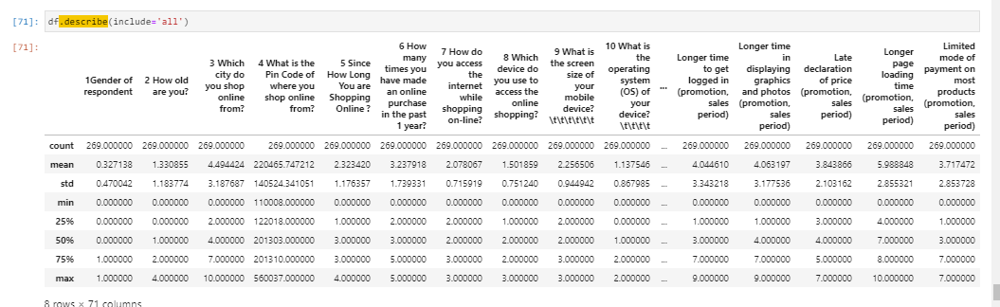 [71]: df.describe(include='all')
[71]:
1Gender of respondent 2 How old are you? 3 Which city do you shop online from? 4 What is the Pin Code of where you shop online from? 5 Since How Long You are Shopping Online ? 6 How many times you have made an online purchase in the past 1 year? 7 How do you access the internet while shopping on-line? 8 Which device do you use to access the online shopping? 9 What is the screen size of your mobile device? \t\t\t\t\t\t 10 What is the operating system (OS) of your device? \t\t\t\t ... Longer time to get logged in (promotion, sales period) Longer time in displaying graphics and photos (promotion, sales period) Late declaration of price (promotion, sales period) Longer page loading time (promotion, sales period) Limited mode of payment on most products (promotion, sales period)
count 269.000000 269.000000 269.000000 269.000000 269.000000 269.000000 269.000000 269.000000 269.000000 269.000000 ... 269.000000 269.000000 269.000000 269.000000 269.000000
mean 0.327138 1.330855 4.494424 220465.747212 2.323420 3.237918 2.078067 1.501859 2.256506 1.137546 ... 4.044610 4.063197 3.843866 5.988848 3.717472
std 0.470042 1.183774 3.187687 140524.341051 1.176357 1.739331 0.715919 0.751240 0.944942 0.867985 ... 3.343218 3.177536 2.103162 2.855321 2.853728
min 0.000000 0.000000 0.000000 110008.000000 0.000000 0.000000 0.000000 0.000000 0.000000 0.000000 ... 0.000000 0.000000 0.000000 0.000000 0.000000
25% 0.000000 0.000000 2.000000 122018.000000 1.000000 2.000000 2.000000 1.000000 2.000000 0.000000 ... 1.000000 1.000000 3.000000 4.000000 1.000000
50% 0.000000 1.000000 4.000000 201303.000000 3.000000 3.000000 2.000000 2.000000 2.000000 1.000000 ... 3.000000 4.000000 4.000000 7.000000 3.000000
75% 1.000000 2.000000 7.000000 201310.000000 3.000000 5.000000 3.000000 2.000000 3.000000 2.000000 ... 7.000000 7.000000 5.000000 8.000000 7.000000
max 1.000000 4.000000 10.000000 560037.000000 4.000000 5.000000 3.000000 3.000000 3.000000 2.000000 ... 9.000000 9.000000 7.000000 10.000000 7.000000
8 rows × 71 columns